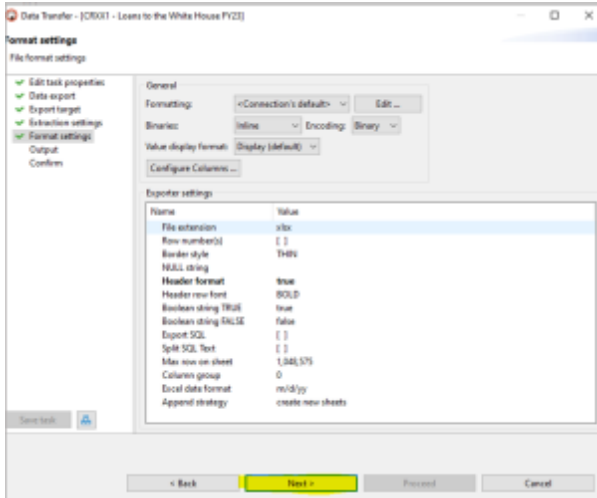 Data Transfer - [CRXX1 - Loans to the White House FY23]
Format settings
File format settings
Edit task properties
Data export
Export target
Extraction settings
Format settings
Output
Confirm
General
Formatting: <Connection's default> Edit ...
Binaries: Inline Encoding: Binary
Value display format: Display (default)
Configure Columns ...
Exporter settings
Name Value
File extension xlsx
Row number(s) [ ]
Border style THIN
NULL string
Header format true
Header row font BOLD
Boolean string TRUE true
Boolean string FALSE false
Export SQL [ ]
Split SQL Text [ ]
Max row on sheet 1,048,575
Column group 0
Excel date format m/d/yy
Append strategy create new sheets
Save task
< Back Next > Proceed Cancel